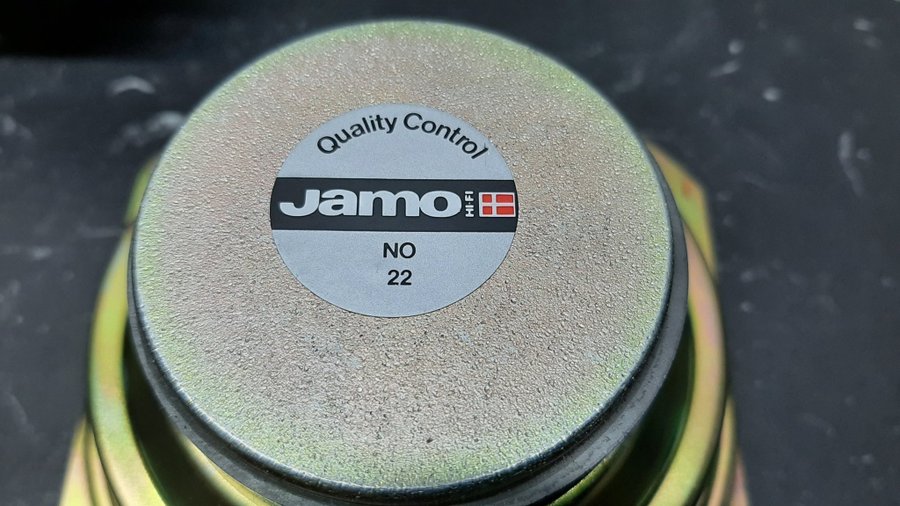 Quality Control
Jamo HI-FI
NO
22